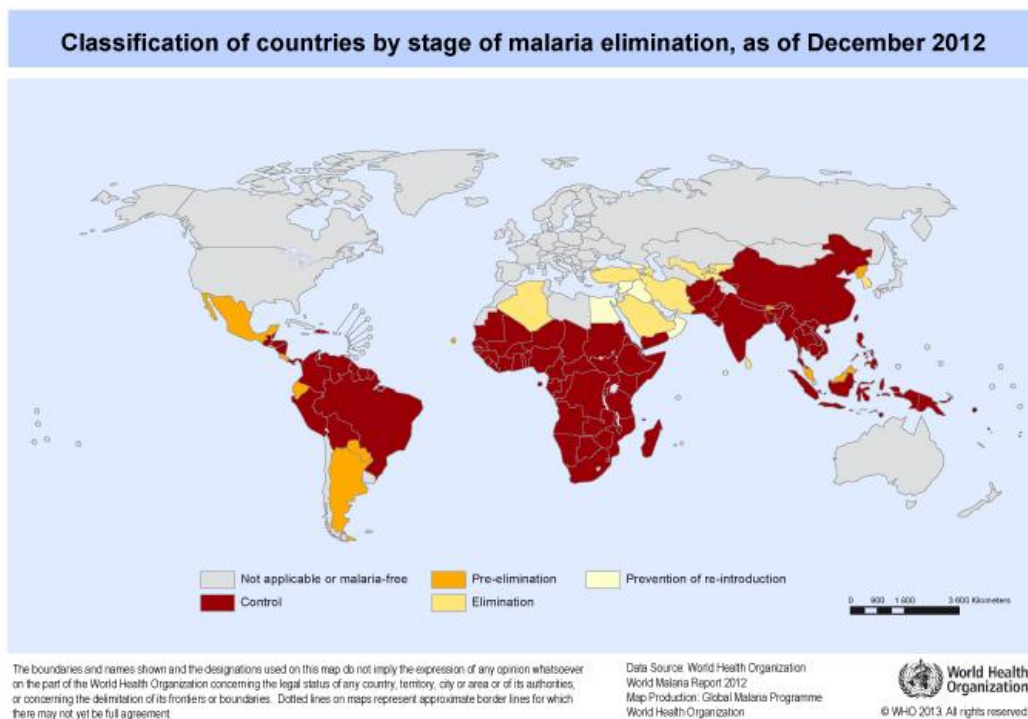 Classification of countries by stage of malaria elimination, as of December 2012
Not applicable or malaria-free
Control
Pre-elimination
Elimination
Prevention of re-introduction
0 900 1 800 3 600 Kilometers
The boundaries and names shown and the designations used on this map do not imply the expression of any opinion whatsoever
on the part of the World Health Organization concerning the legal status of any country, territory, city or area or of its authorities,
or concerning the delimitation of its frontiers or boundaries. Dotted lines on maps represent approximate border lines for which
there may not yet be full agreement.
Data Source: World Health Organization
World Malaria Report 2012
Map Production: Global Malaria Programme
World Health Organization
World Health
Organization
© WHO 2013. All rights reserved.